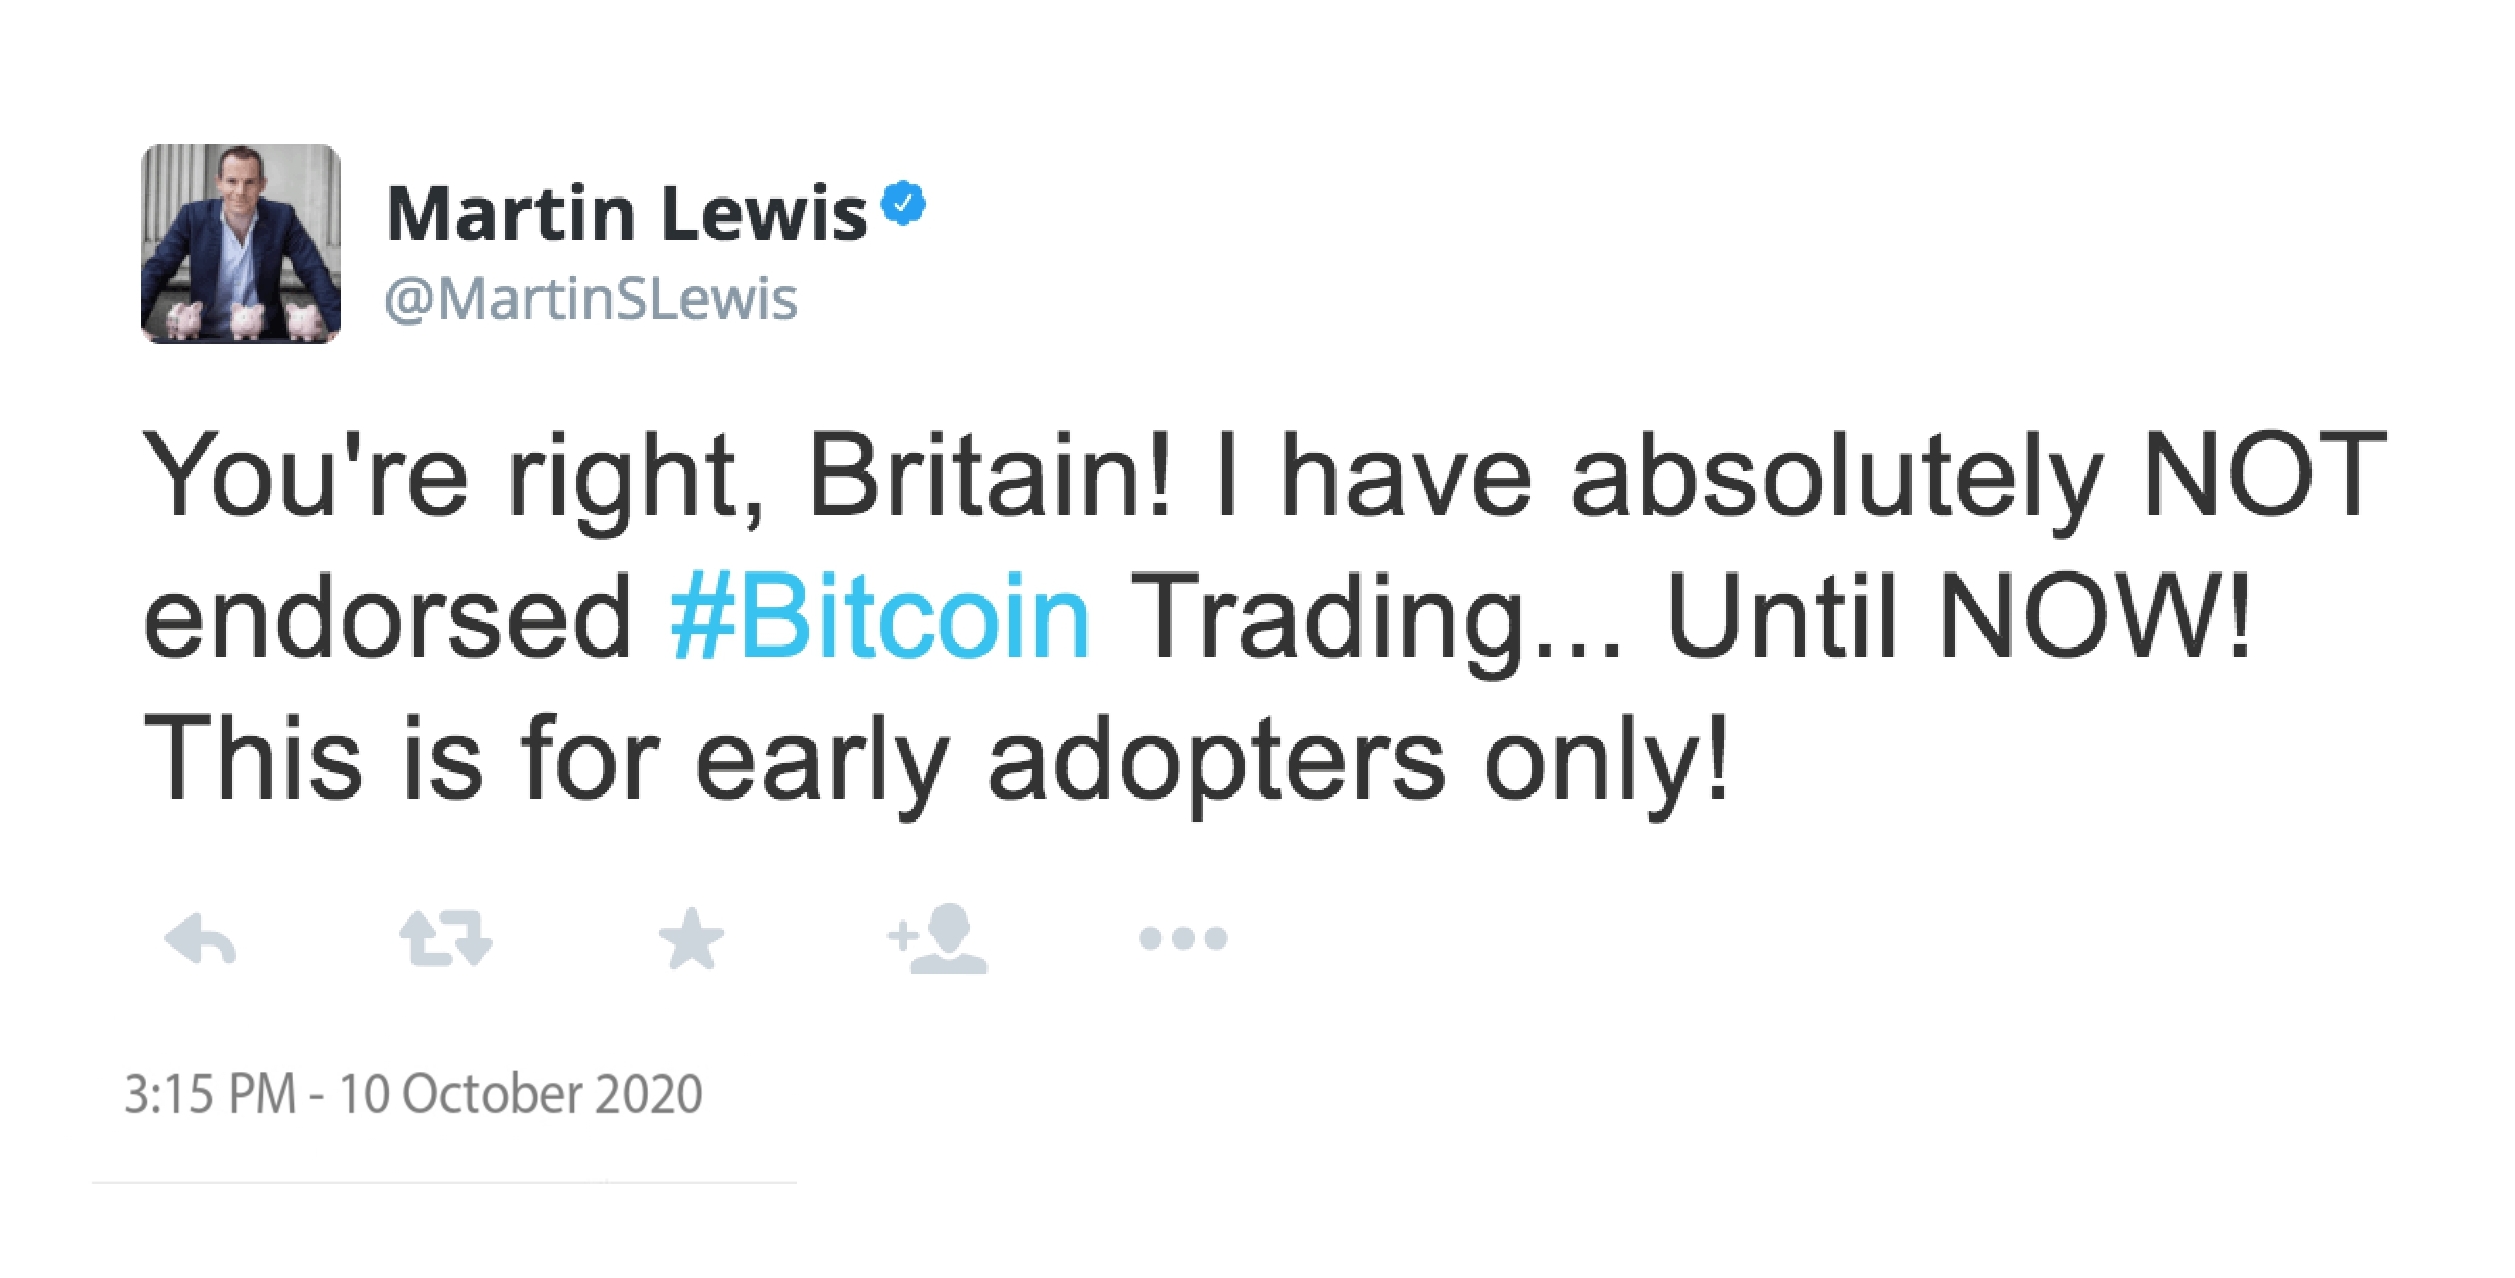 Martin Lewis
@MartinSLewis
You're right, Britain! I have absolutely NOT
endorsed #Bitcoin Trading... Until NOW!
This is for early adopters only!
3:15 PM - 10 October 2020